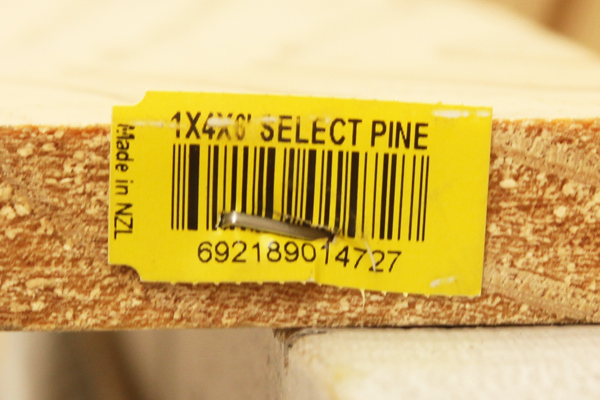 1X4X6' SELECT PINE
Made in NZL
692189014727